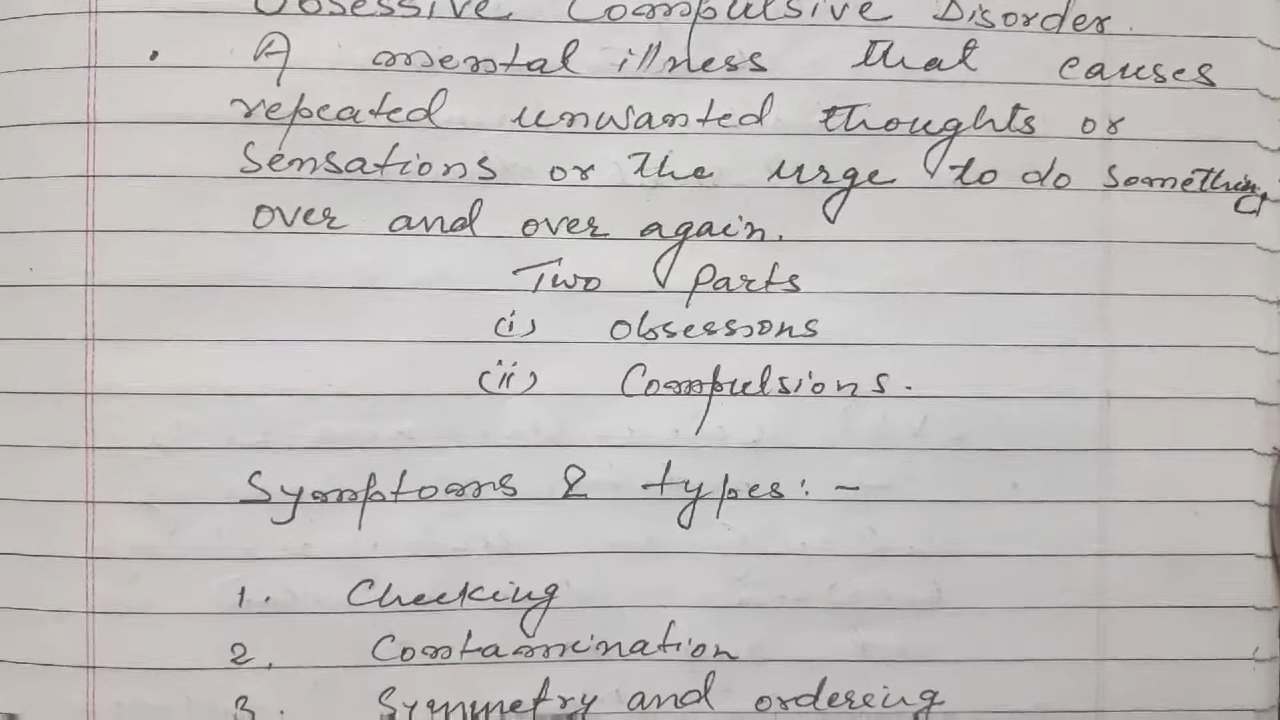 Obsessive Compulsive Disorder.
• A mental illness that causes
repeated unwanted thoughts or
sensations or the urge to do something
over and over again.
Two parts
(i) Obsessions
(ii) Compulsions.
Symptoms & types: -
1. Checking
2. Contamination
3. Symmetry and ordering